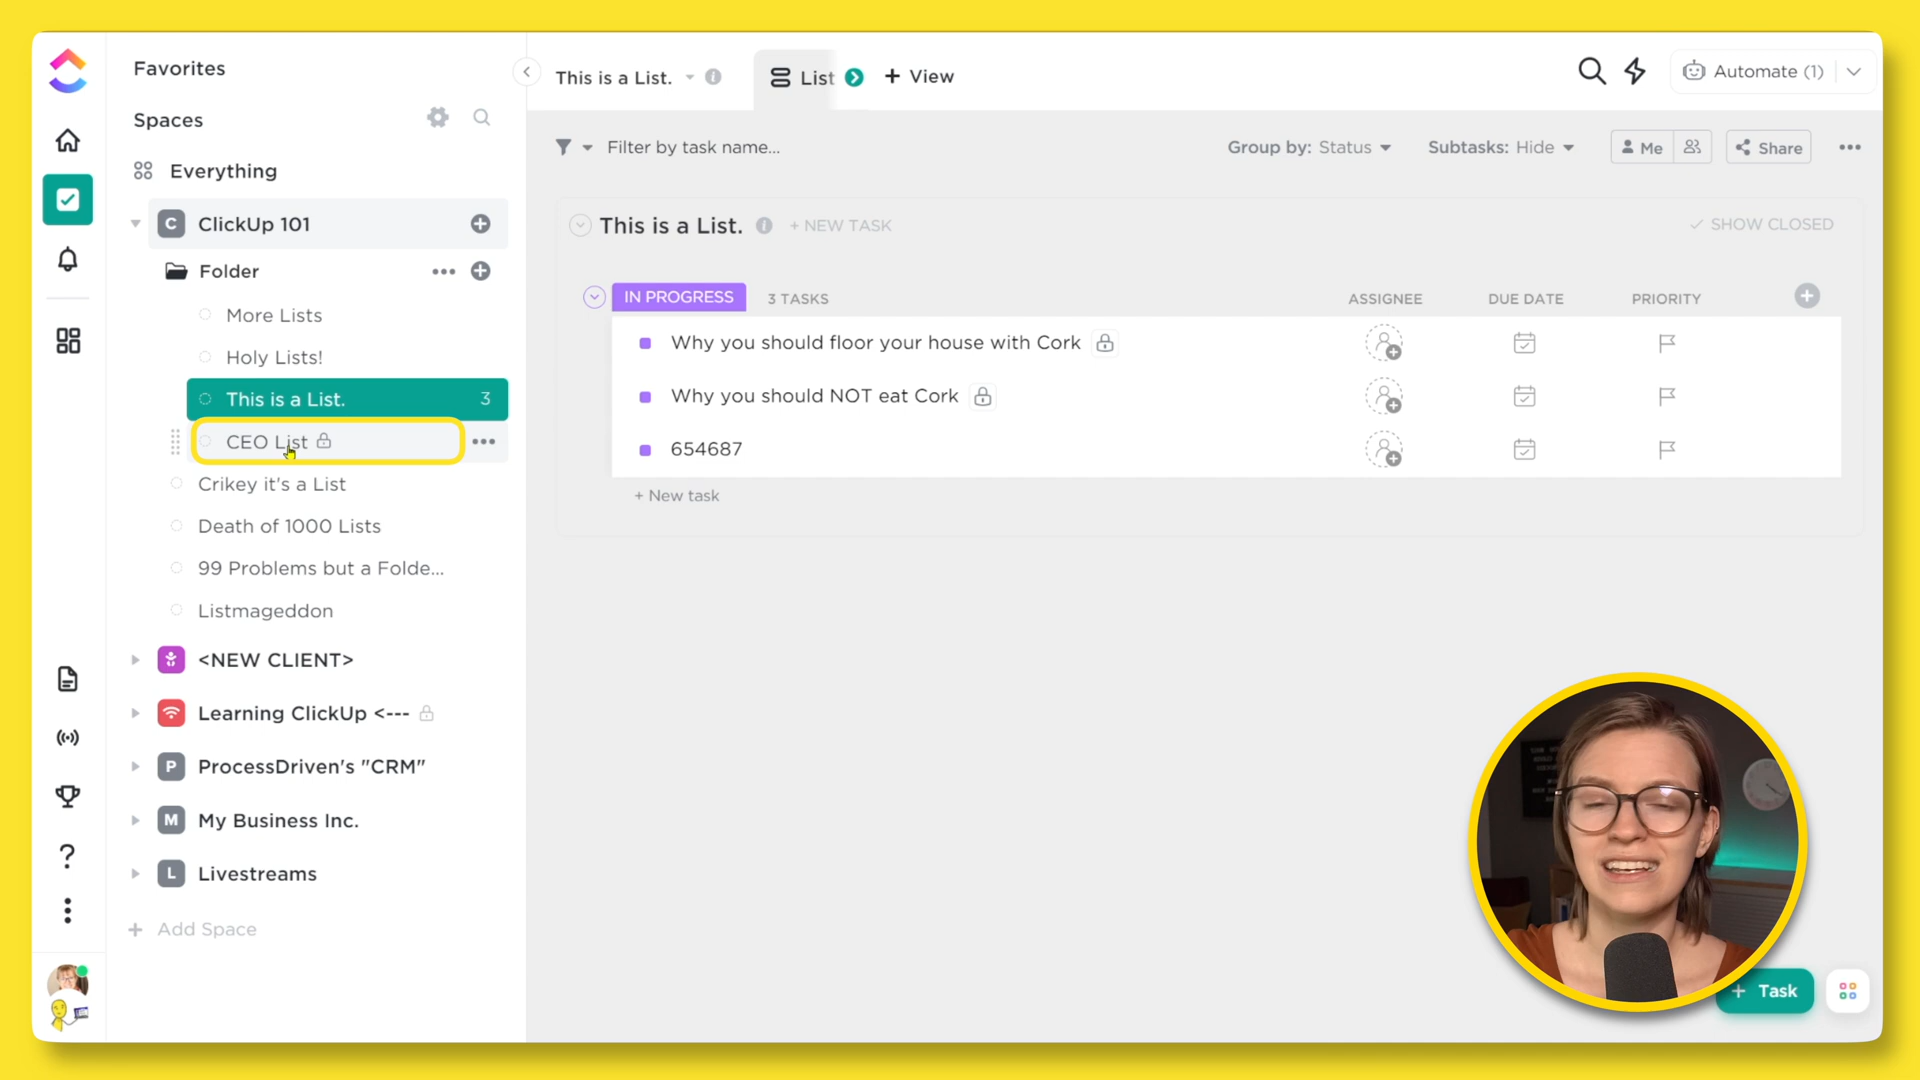 Favorites
Spaces
Everything
C ClickUp 101
Folder
More Lists
Holy Lists!
This is a List. 3
CEO List
Crikey it's a List
Death of 1000 Lists
99 Problems but a Folde...
Listmageddon
<NEW CLIENT>
Learning ClickUp <---
P ProcessDriven's "CRM"
M My Business Inc.
L Livestreams
+ Add Space
This is a List. List + View
Automate (1)
Filter by task name...
Group by: Status Subtasks: Hide Me Share
This is a List. + NEW TASK SHOW CLOSED
IN PROGRESS 3 TASKS ASSIGNEE DUE DATE PRIORITY
Why you should floor your house with Cork
Why you should NOT eat Cork
654687
+ New task
+ Task